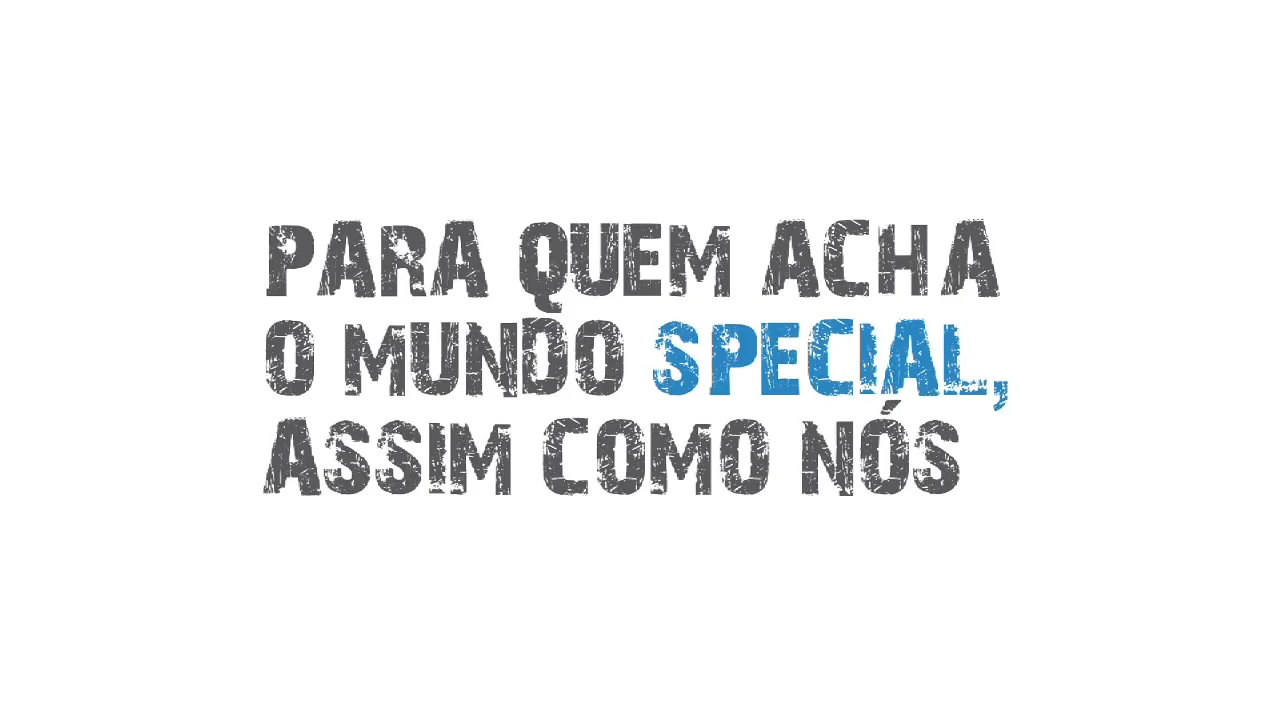 PARA QUEM ACHA
O MUNDO SPECIAL,
ASSIM COMO NÓS